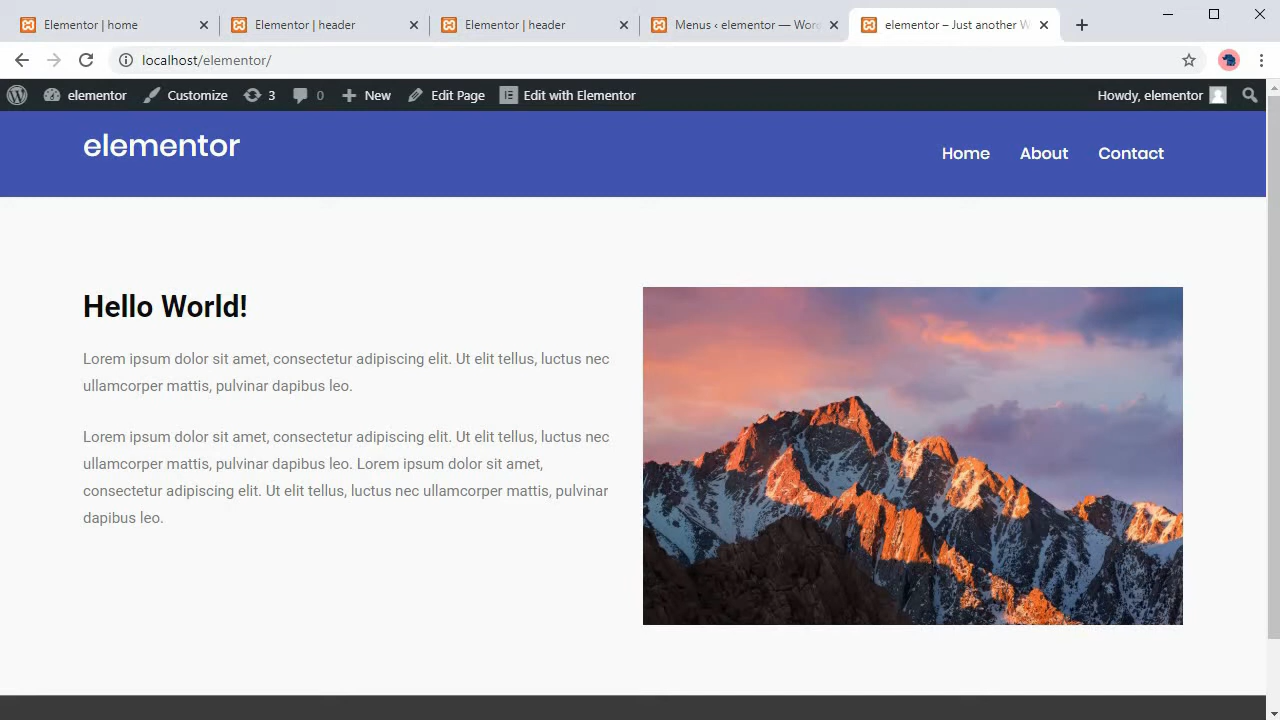 Elementor | home
Elementor | header
Elementor | header
Menus ‹ elementor — Word
elementor – Just another W
localhost/elementor/
elementor Customize 3 0 New Edit Page Edit with Elementor Howdy, elementor
elementor
Home About Contact
Hello World!
Lorem ipsum dolor sit amet, consectetur adipiscing elit. Ut elit tellus, luctus nec
ullamcorper mattis, pulvinar dapibus leo.
Lorem ipsum dolor sit amet, consectetur adipiscing elit. Ut elit tellus, luctus nec
ullamcorper mattis, pulvinar dapibus leo. Lorem ipsum dolor sit amet,
consectetur adipiscing elit. Ut elit tellus, luctus nec ullamcorper mattis, pulvinar
dapibus leo.